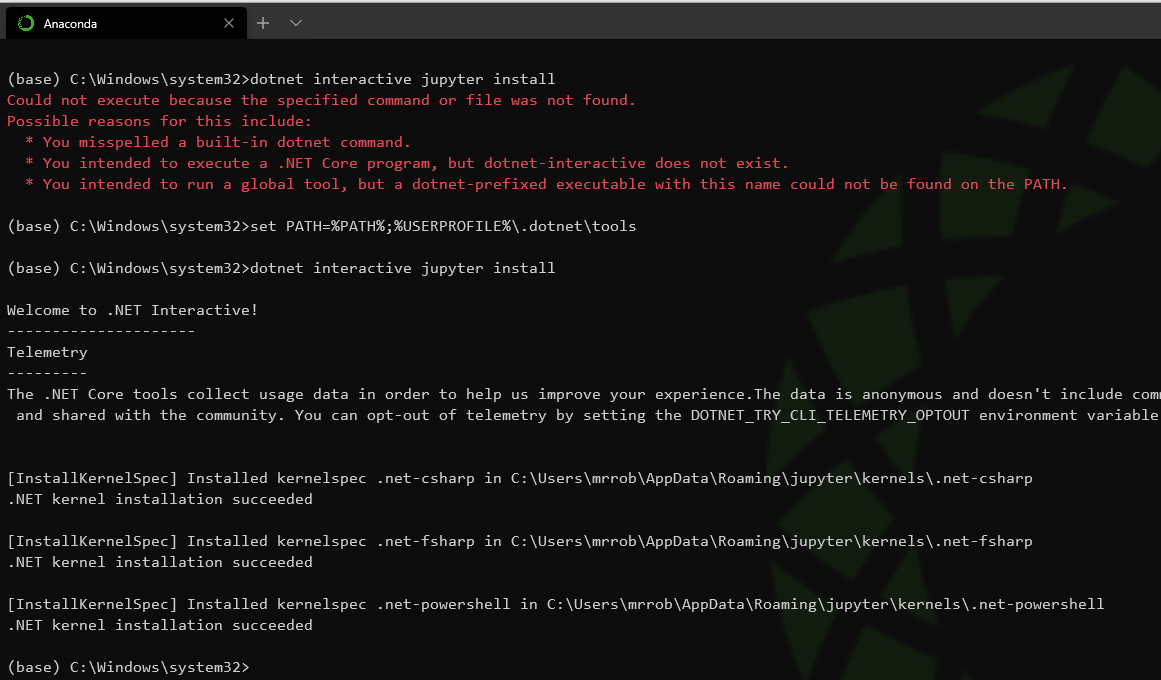 Anaconda
(base) C:\Windows\system32>dotnet interactive jupyter install
Could not execute because the specified command or file was not found.
Possible reasons for this include:
  * You misspelled a built-in dotnet command.
  * You intended to execute a .NET Core program, but dotnet-interactive does not exist.
  * You intended to run a global tool, but a dotnet-prefixed executable with this name could not be found on the PATH.
(base) C:\Windows\system32>set PATH=%PATH%;%USERPROFILE%\.dotnet\tools
(base) C:\Windows\system32>dotnet interactive jupyter install
Welcome to .NET Interactive!
---------------------
Telemetry
---------
The .NET Core tools collect usage data in order to help us improve your experience.The data is anonymous and doesn't include
 and shared with the community. You can opt-out of telemetry by setting the DOTNET_TRY_CLI_TELEMETRY_OPTOUT environment variable
[InstallKernelSpec] Installed kernelspec .net-csharp in C:\Users\mrrob\AppData\Roaming\jupyter\kernels\.net-csharp
.NET kernel installation succeeded
[InstallKernelSpec] Installed kernelspec .net-fsharp in C:\Users\mrrob\AppData\Roaming\jupyter\kernels\.net-fsharp
.NET kernel installation succeeded
[InstallKernelSpec] Installed kernelspec .net-powershell in C:\Users\mrrob\AppData\Roaming\jupyter\kernels\.net-powershell
.NET kernel installation succeeded
(base) C:\Windows\system32>